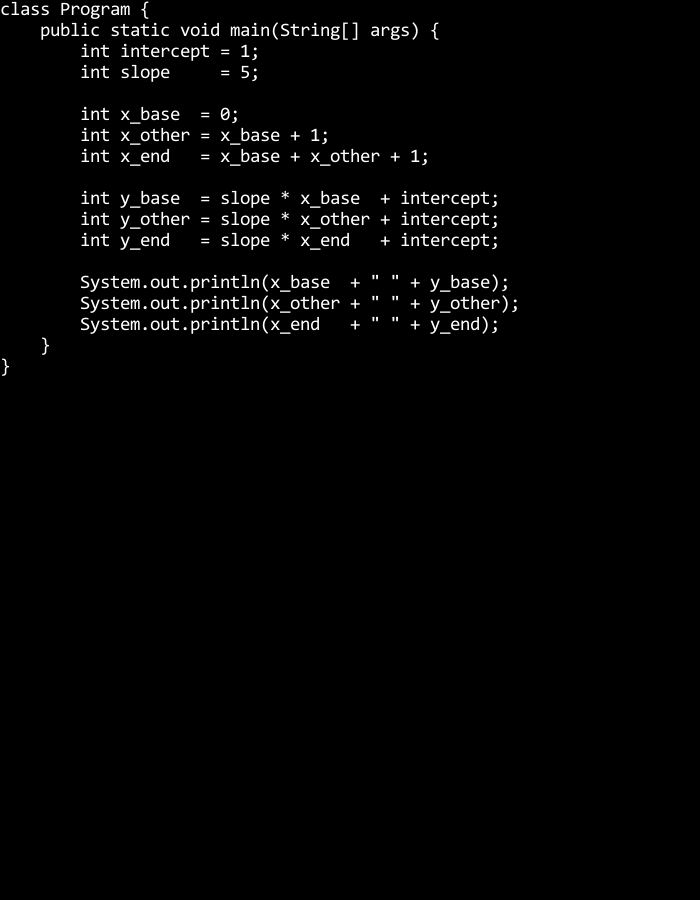 class Program {
    public static void main(String[] args) {
        int intercept = 1;
        int slope     = 5;

        int x_base  = 0;
        int x_other = x_base + 1;
        int x_end   = x_base + x_other + 1;

        int y_base  = slope * x_base  + intercept;
        int y_other = slope * x_other + intercept;
        int y_end   = slope * x_end   + intercept;

        System.out.println(x_base  + " " + y_base);
        System.out.println(x_other + " " + y_other);
        System.out.println(x_end   + " " + y_end);
    }
}